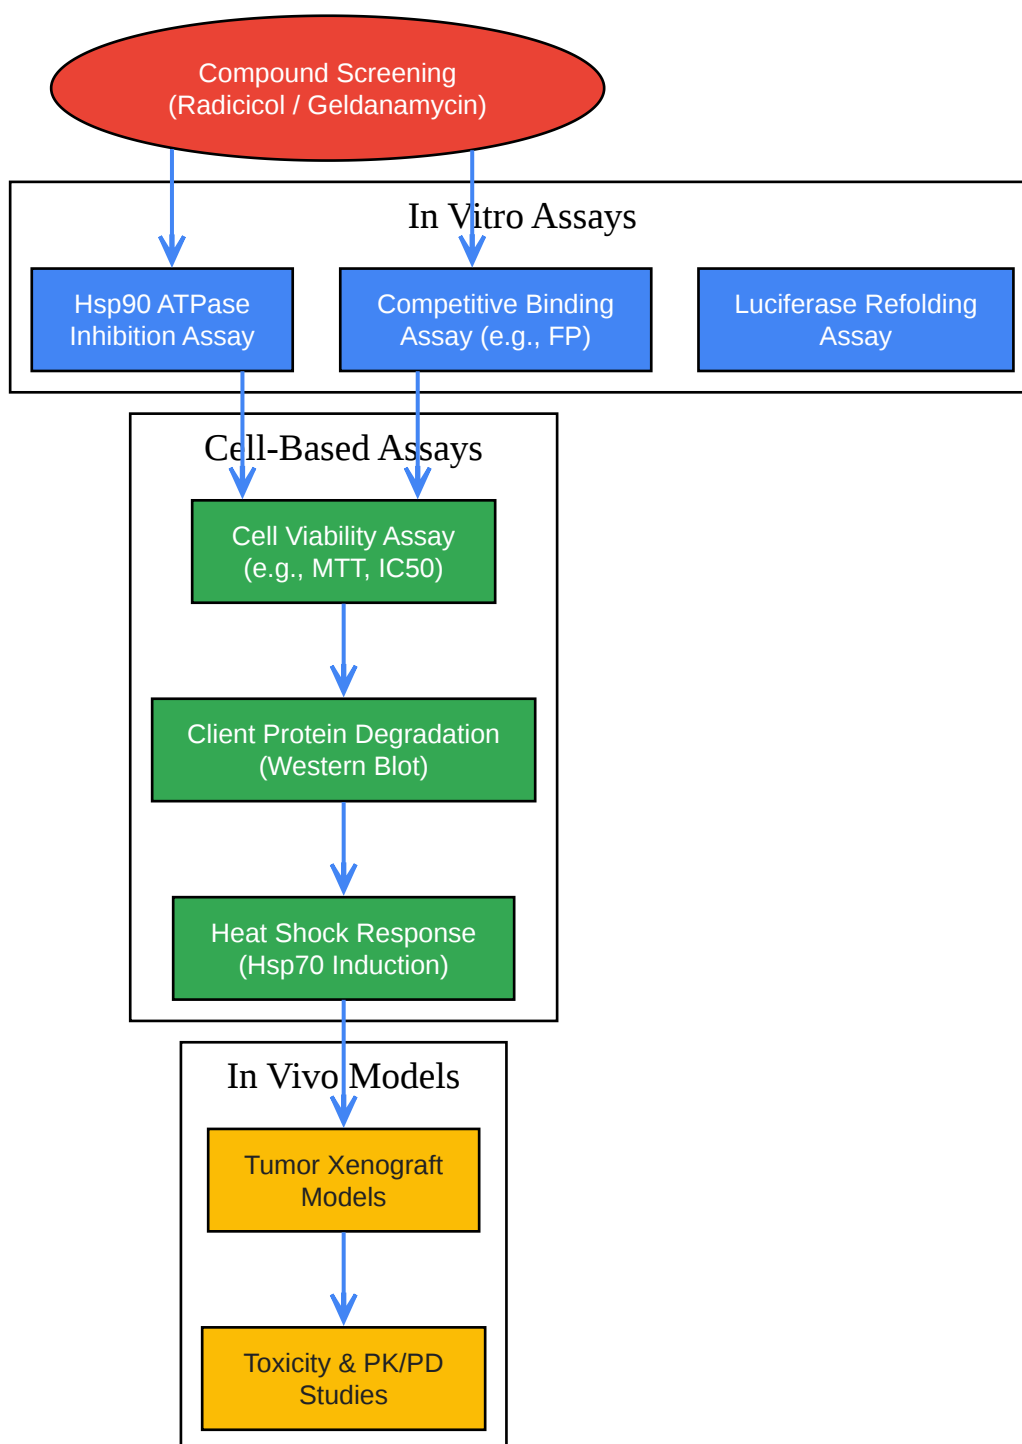 Compound Screening
(Radicicol / Geldanamycin)
In Vitro Assays
Hsp90 ATPase
Inhibition Assay
Competitive Binding
Assay (e.g., FP)
Luciferase Refolding
Assay
Cell-Based Assays
Cell Viability Assay
(e.g., MTT, IC50)
Client Protein Degradation
(Western Blot)
Heat Shock Response
(Hsp70 Induction)
In Vivo Models
Tumor Xenograft
Models
Toxicity & PK/PD
Studies